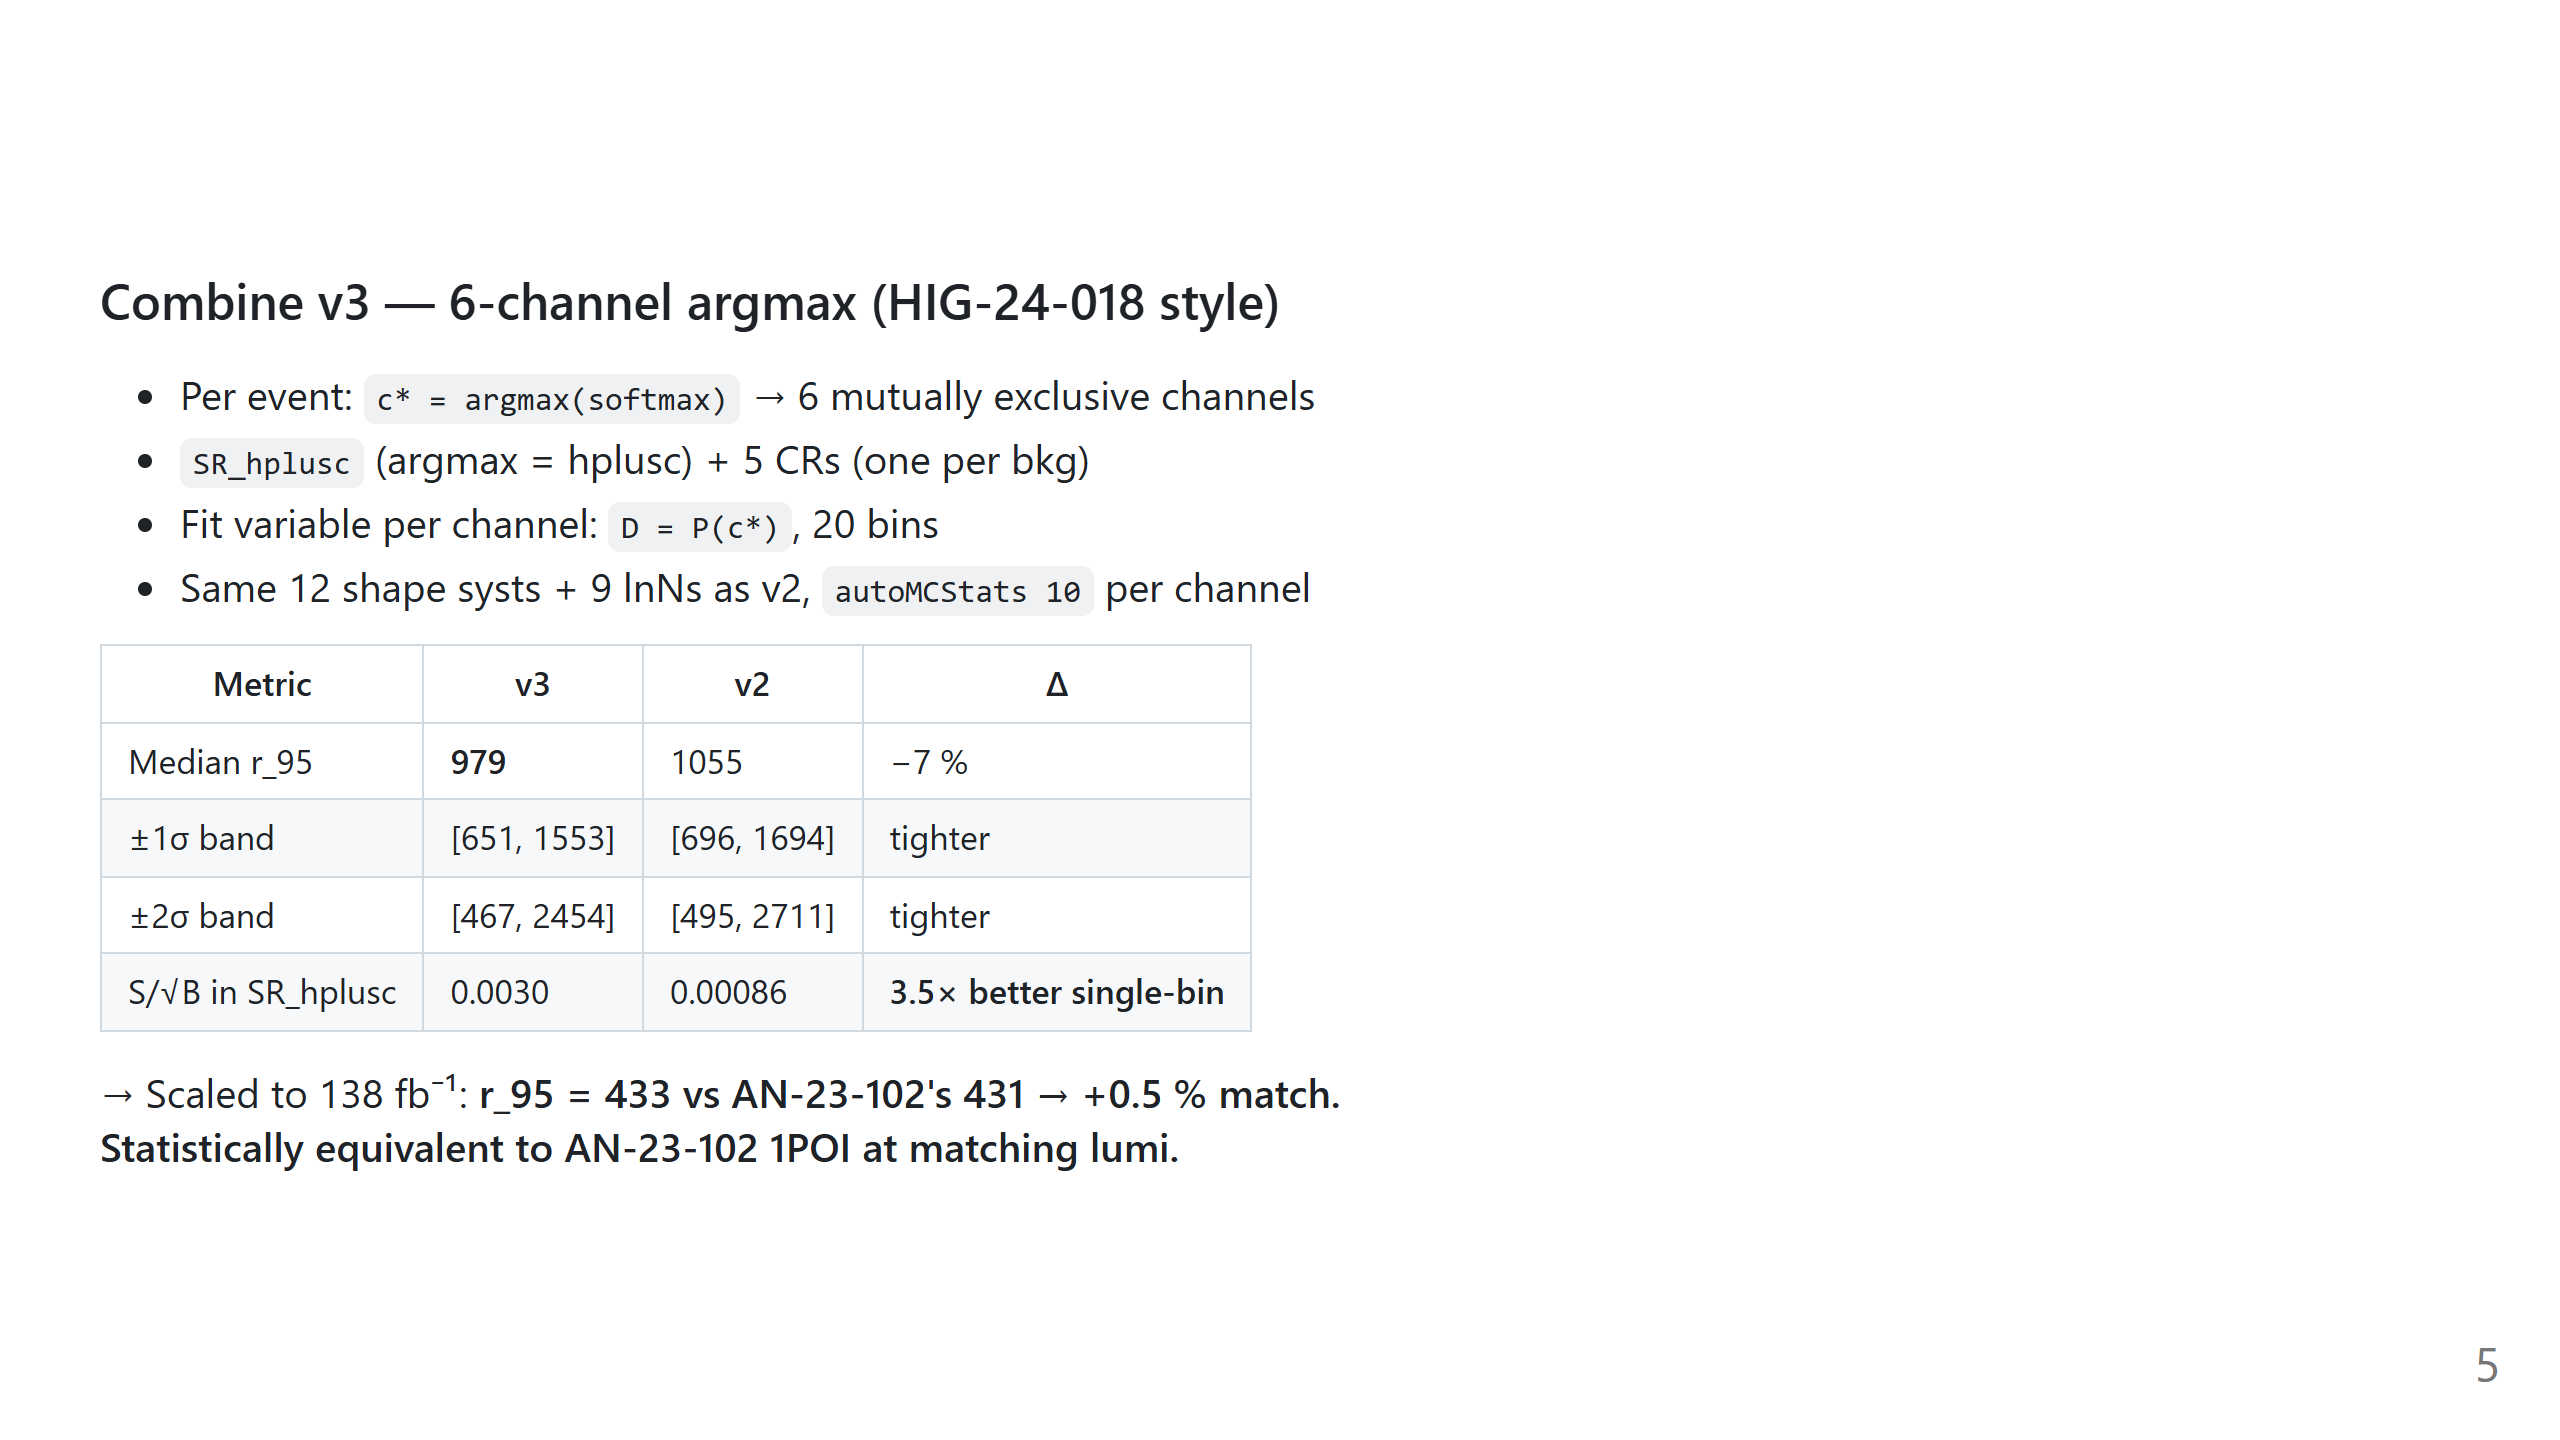 Combine v3 — 6-channel argmax (HIG-24-018 style)
• Per event: c* = argmax(softmax) → 6 mutually exclusive channels
• SR_hplusc (argmax = hplusc) + 5 CRs (one per bkg)
• Fit variable per channel: D = P(c*), 20 bins
• Same 12 shape systs + 9 lnNs as v2, autoMCStats 10 per channel
Metric v3 v2 Δ
Median r_95 979 1055 −7 %
±1σ band [651, 1553] [696, 1694] tighter
±2σ band [467, 2454] [495, 2711] tighter
S/√B in SR_hplusc 0.0030 0.00086 3.5× better single-bin
→ Scaled to 138 fb⁻¹: r_95 = 433 vs AN-23-102's 431 → +0.5 % match.
Statistically equivalent to AN-23-102 1POI at matching lumi.
5